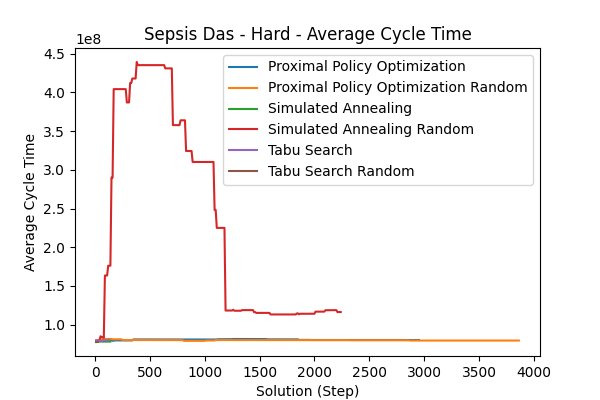 Sepsis Das - Hard - Average Cycle Time
1e8
4.5
4.0
3.5
3.0
2.5
2.0
1.5
1.0
Average Cycle Time
Proximal Policy Optimization
Proximal Policy Optimization Random
Simulated Annealing
Simulated Annealing Random
Tabu Search
Tabu Search Random
0 500 1000 1500 2000 2500 3000 3500 4000
Solution (Step)